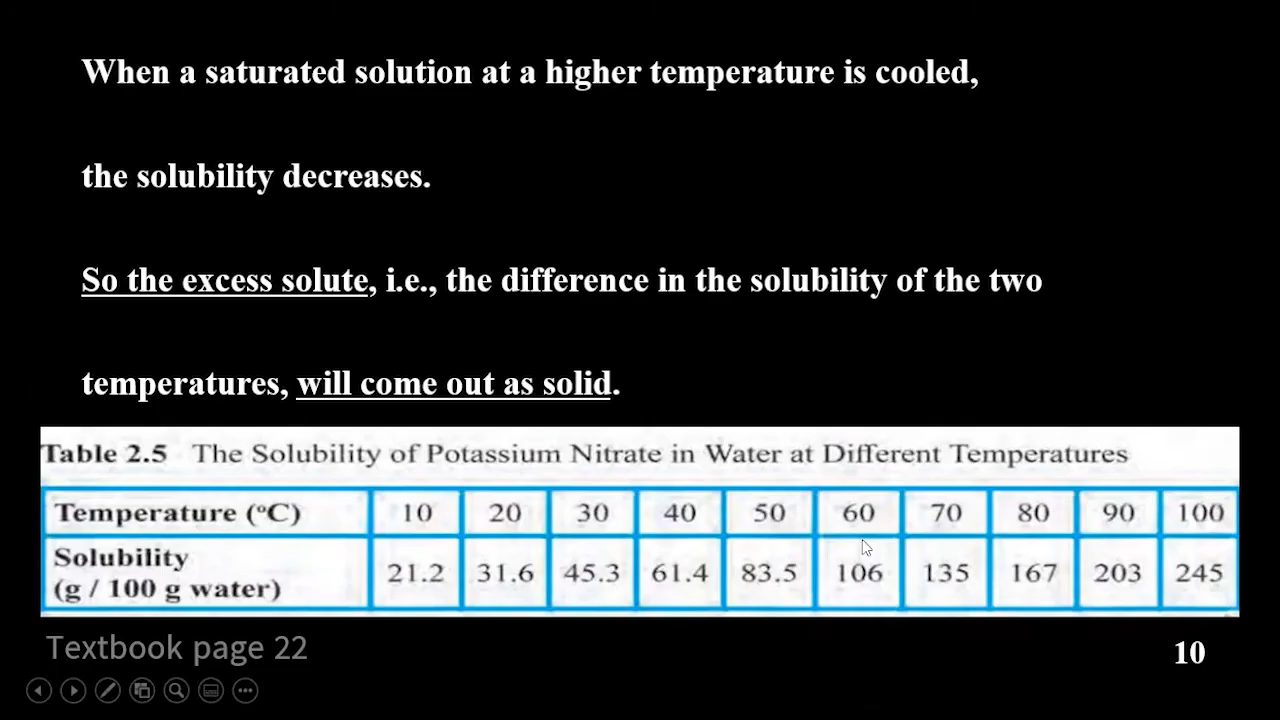 When a saturated solution at a higher temperature is cooled,
the solubility decreases.
So the excess solute, i.e., the difference in the solubility of the two
temperatures, will come out as solid.
Table 2.5 The Solubility of Potassium Nitrate in Water at Different Temperatures
Temperature (°C) 10 20 30 40 50 60 70 80 90 100
Solubility
(g / 100 g water) 21.2 31.6 45.3 61.4 83.5 106 135 167 203 245
Textbook page 22
10